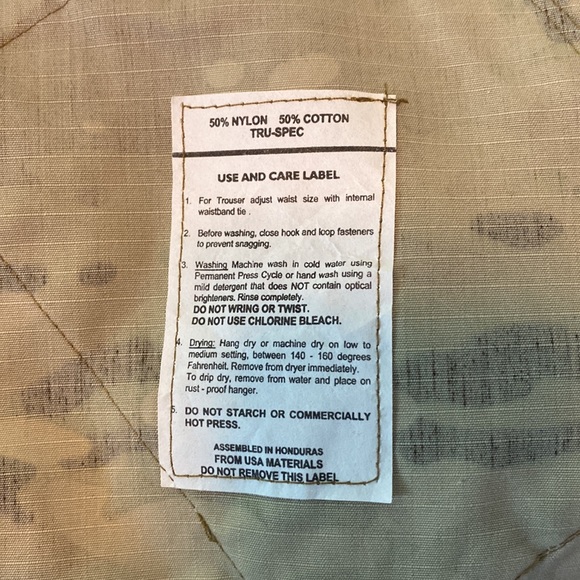 50% NYLON 50% COTTON
TRU-SPEC
USE AND CARE LABEL
1. For Trouser adjust waist size with internal
waistband tie .
2. Before washing, close hook and loop fasteners
to prevent snagging.
3. Washing Machine wash in cold water using
Permanent Press Cycle or hand wash using a
mild detergent that does NOT contain optical
brighteners. Rinse completely.
DO NOT WRING OR TWIST.
DO NOT USE CHLORINE BLEACH.
4. Drying: Hang dry or machine dry on low to
medium setting, between 140 - 160 degrees
Fahrenheit. Remove from dryer immediately.
To drip dry, remove from water and place on
rust - proof hanger.
5. DO NOT STARCH OR COMMERCIALLY
HOT PRESS.
ASSEMBLED IN HONDURAS
FROM USA MATERIALS
DO NOT REMOVE THIS LABEL